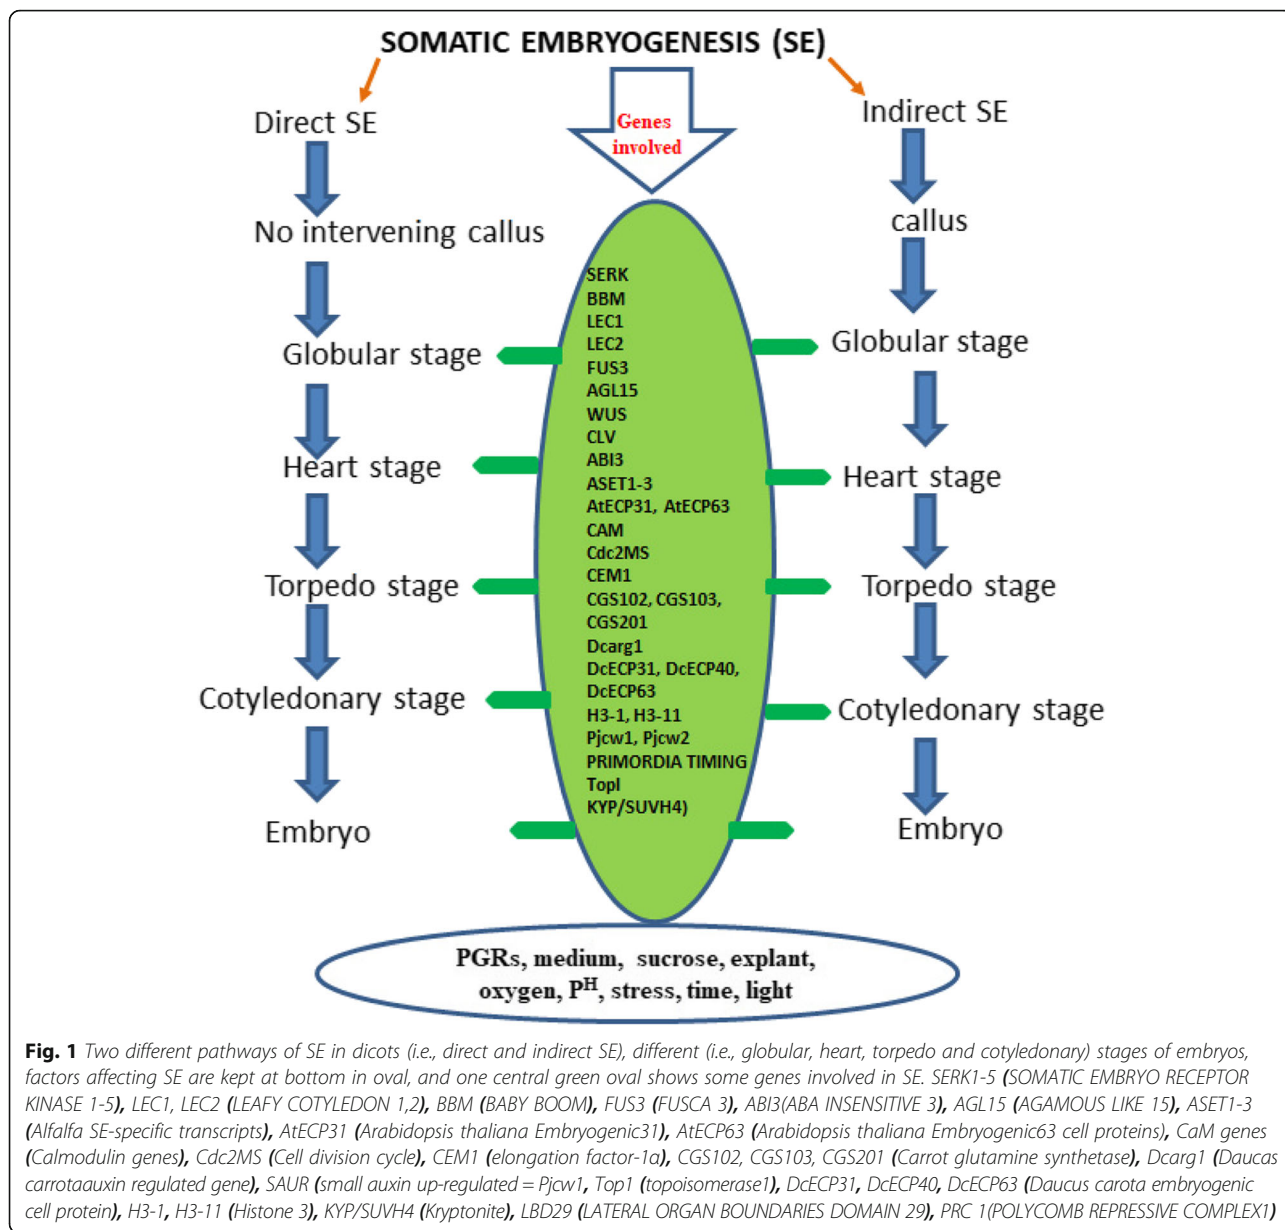 SOMATIC EMBRYOGENESIS (SE)
Direct SE
No intervening callus
Globular stage
Heart stage
Torpedo stage
Cotyledonary stage
Embryo
Genes
involved
SERK
BBM
LEC1
LEC2
FUS3
AGL15
WUS
CLV
ABI3
ASET1-3
AtECP31, AtECP63
CAM
Cdc2MS
CEM1
CGS102, CGS103,
CGS201
Dcarg1
DcECP31, DcECP40,
DcECP63
H3-1, H3-11
Pjcw1, Pjcw2
PRIMORDIA TIMING
TopI
KYP/SUVH4)
Indirect SE
callus
Globular stage
Heart stage
Torpedo stage
Cotyledonary stage
Embryo
PGRs, medium, sucrose, explant,
oxygen, P^H, stress, time, light
Fig. 1 Two different pathways of SE in dicots (i.e., direct and indirect SE), different (i.e., globular, heart, torpedo and cotyledonary) stages of embryos,
factors affecting SE are kept at bottom in oval, and one central green oval shows some genes involved in SE. SERK1-5 (SOMATIC EMBRYO RECEPTOR
KINASE 1-5), LEC1, LEC2 (LEAFY COTYLEDON 1,2), BBM (BABY BOOM), FUS3 (FUSCA 3), ABI3(ABA INSENSITIVE 3), AGL15 (AGAMOUS LIKE 15), ASET1-3
(Alfalfa SE-specific transcripts), AtECP31 (Arabidopsis thaliana Embryogenic31), AtECP63 (Arabidopsis thaliana Embryogenic63 cell proteins), CaM genes
(Calmodulin genes), Cdc2MS (Cell division cycle), CEM1 (elongation factor-1α), CGS102, CGS103, CGS201 (Carrot glutamine synthetase), Dcarg1 (Daucas
carrotaauxin regulated gene), SAUR (small auxin up-regulated = Pjcw1, Top1 (topoisomerase1), DcECP31, DcECP40, DcECP63 (Daucus carota embryogenic
cell protein), H3-1, H3-11 (Histone 3), KYP/SUVH4 (Kryptonite), LBD29 (LATERAL ORGAN BOUNDARIES DOMAIN 29), PRC 1(POLYCOMB REPRESSIVE COMPLEX1)